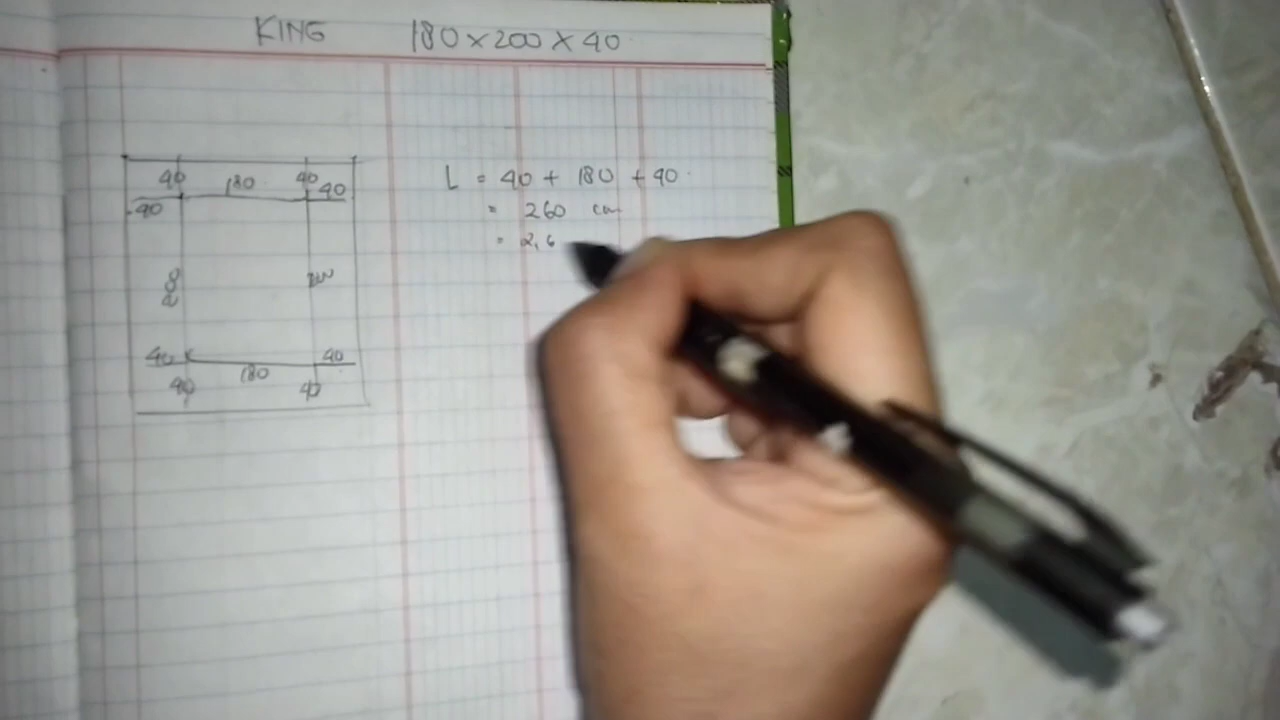 KING 180 x 200 x 40
40 180 40 40
40
200 200
40 40
180
40 40
L = 40 + 180 + 40
= 260 cm
= 2,6